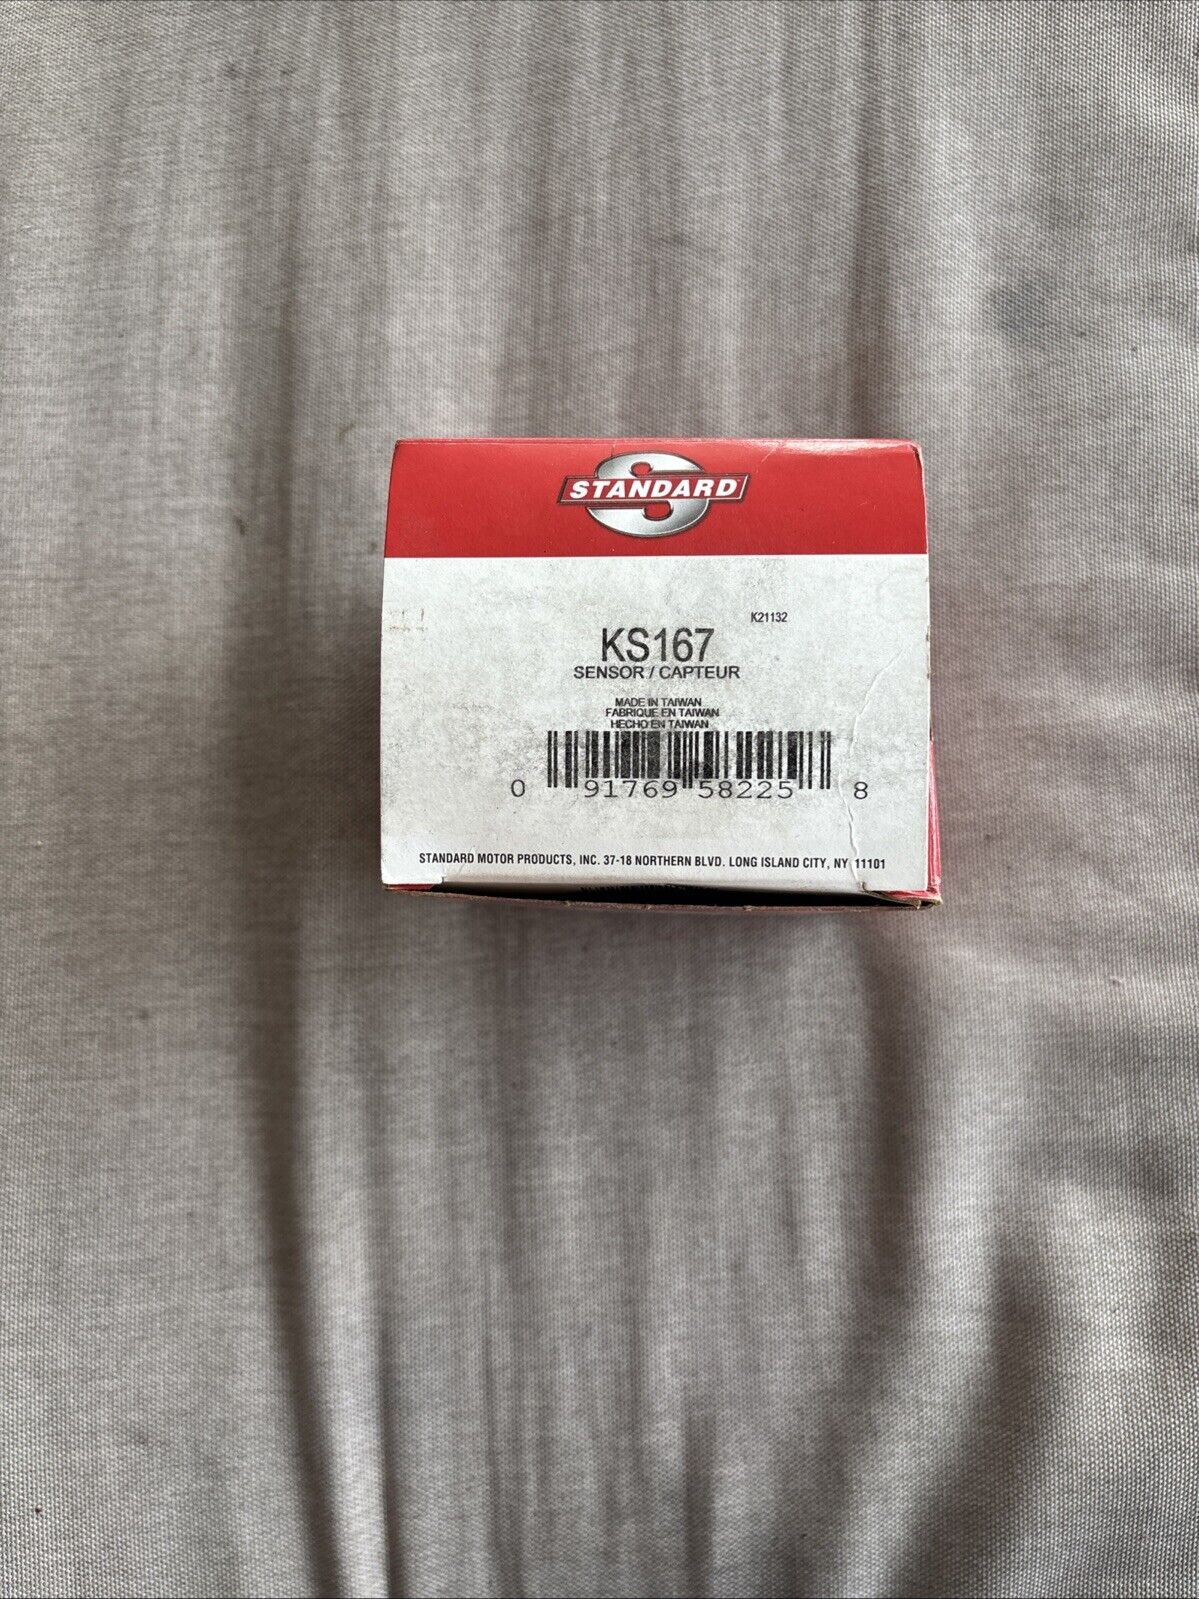 STANDARD
K21132
KS167
SENSOR / CAPTEUR
MADE IN TAIWAN
FABRIQUE EN TAIWAN
HECHO EN TAIWAN
0 91769 58225 8
STANDARD MOTOR PRODUCTS, INC. 37-18 NORTHERN BLVD. LONG ISLAND CITY, NY 11101